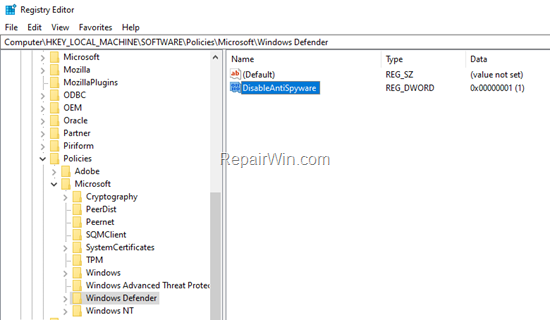 Registry Editor
File Edit View Favorites Help
Computer\HKEY_LOCAL_MACHINE\SOFTWARE\Policies\Microsoft\Windows Defender
Microsoft
Mozilla
MozillaPlugins
ODBC
OEM
Oracle
Partner
Piriform
Policies
Adobe
Microsoft
Cryptography
PeerDist
Peernet
SQMClient
SystemCertificates
TPM
Windows
Windows Advanced Threat Protec
Windows Defender
Windows NT
Name Type Data
ab (Default) REG_SZ (value not set)
DisableAntiSpyware REG_DWORD 0x00000001 (1)
RepairWin.com